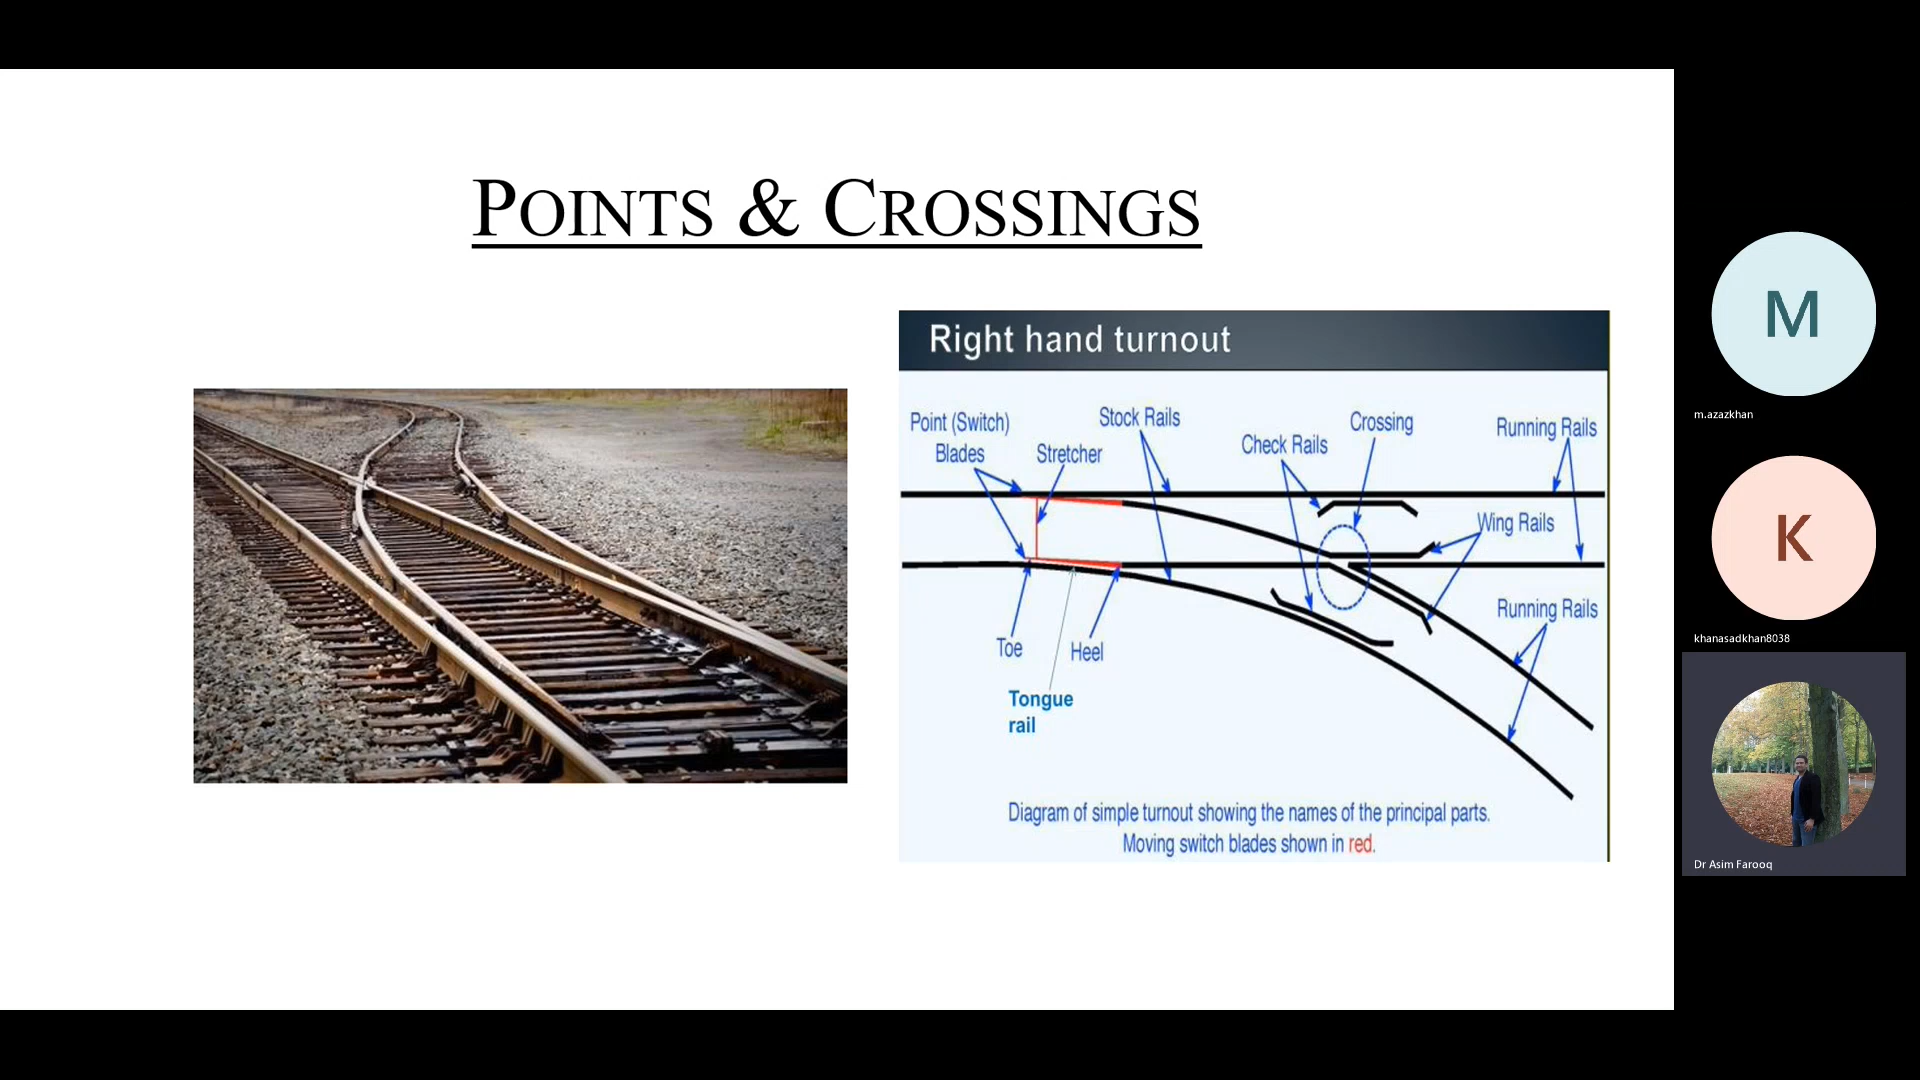 POINTS & CROSSINGS
Right hand turnout
Point (Switch)
Blades
Stretcher
Stock Rails
Check Rails
Crossing
Running Rails
Wing Rails
Running Rails
Toe
Heel
Tongue
rail
Diagram of simple turnout showing the names of the principal parts.
Moving switch blades shown in red.
M
m.azazkhan
K
khanasadkhan8038
Dr Asim Farooq